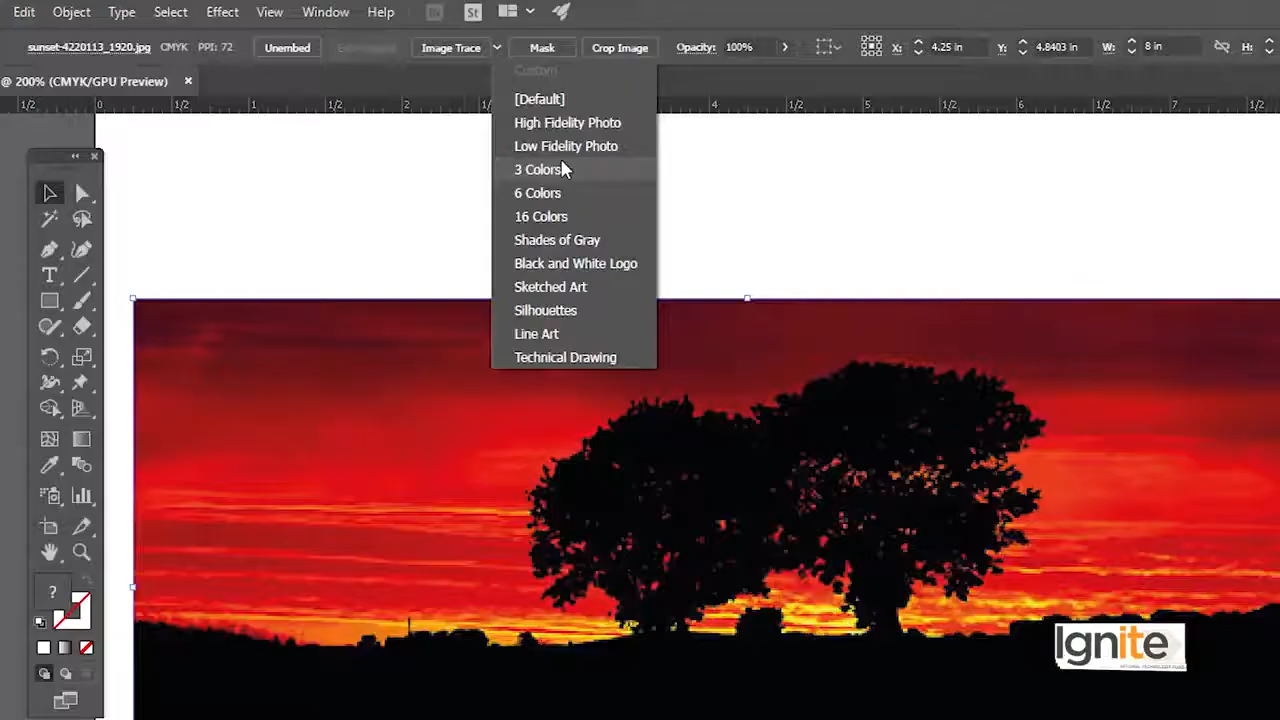 Edit Object Type Select Effect View Window Help Br St
sunset-4220113_1920.jpg CMYK PPI: 72 Unembed Image Trace Mask Crop Image Opacity: 100% X: 4.25 in Y: 4.8403 in W: 8 in H:
@ 200% (CMYK/GPU Preview) ×
1/2 0 1/2 1 1/2 2 4 1/2 5 1/2 6 1/2 7 1/2
Custom
[Default]
High Fidelity Photo
Low Fidelity Photo
3 Colors
6 Colors
16 Colors
Shades of Gray
Black and White Logo
Sketched Art
Silhouettes
Line Art
Technical Drawing
T
?
Ignite